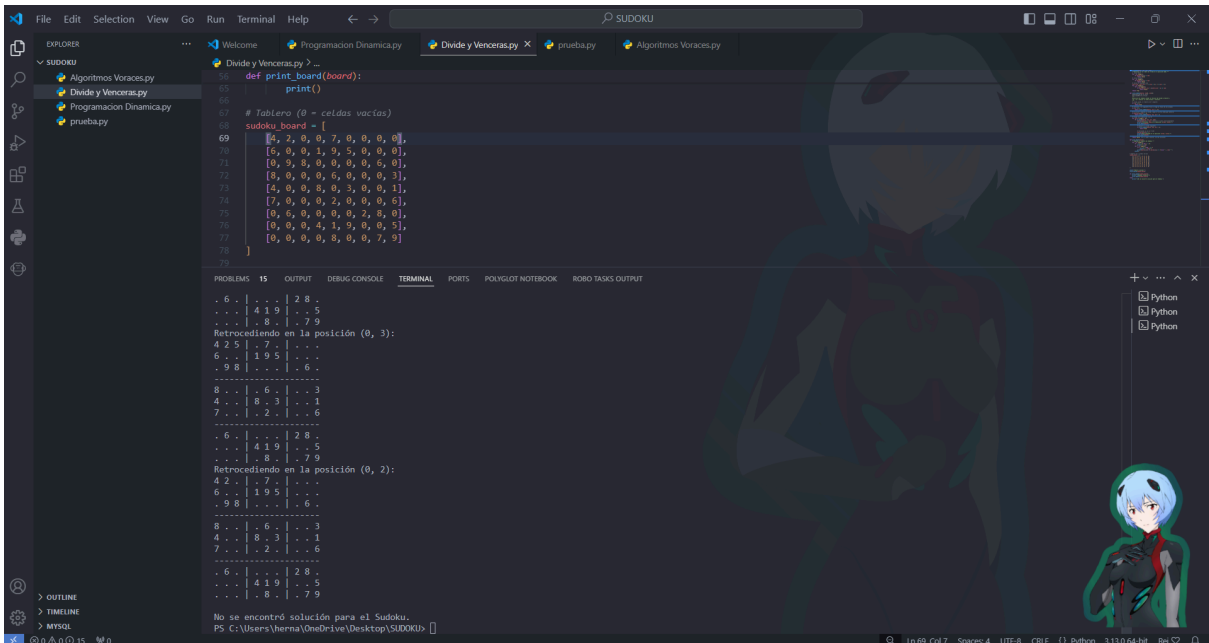 File Edit Selection View Go Run Terminal Help
SUDOKU
EXPLORER
SUDOKU
Algoritmos Voraces.py
Divide y Venceras.py
Programacion Dinamica.py
prueba.py
OUTLINE
TIMELINE
MYSQL
Welcome
Programacion Dinamica.py
Divide y Venceras.py
prueba.py
Algoritmos Voraces.py
Divide y Venceras.py > ...
56 def print_board(board):
65 print()
66
67 # Tablero (0 = celdas vacías)
68 sudoku_board = [
69 [4, 2, 0, 0, 7, 0, 0, 0, 0],
70 [6, 0, 0, 1, 9, 5, 0, 0, 0],
71 [0, 9, 8, 0, 0, 0, 0, 6, 0],
72 [8, 0, 0, 0, 6, 0, 0, 0, 3],
73 [4, 0, 0, 8, 0, 3, 0, 0, 1],
74 [7, 0, 0, 0, 2, 0, 0, 0, 6],
75 [0, 6, 0, 0, 0, 0, 2, 8, 0],
76 [0, 0, 0, 4, 1, 9, 0, 0, 5],
77 [0, 0, 0, 0, 8, 0, 0, 7, 9]
78 ]
79
PROBLEMS 15 OUTPUT DEBUG CONSOLE TERMINAL PORTS POLYGLOT NOTEBOOK ROBO TASKS OUTPUT
. 6 . | . . . | 2 8 .
. . . | 4 1 9 | . . 5
. . . | . 8 . | . 7 9
Retrocediendo en la posición (0, 3):
4 2 5 | . 7 . | . . .
6 . . | 1 9 5 | . . .
. 9 8 | . . . | . 6 .
---------------------
8 . . | . 6 . | . . 3
4 . . | 8 . 3 | . . 1
7 . . | . 2 . | . . 6
---------------------
. 6 . | . . . | 2 8 .
. . . | 4 1 9 | . . 5
. . . | . 8 . | . 7 9
Retrocediendo en la posición (0, 2):
4 2 . | . 7 . | . . .
6 . . | 1 9 5 | . . .
. 9 8 | . . . | . 6 .
---------------------
8 . . | . 6 . | . . 3
4 . . | 8 . 3 | . . 1
7 . . | . 2 . | . . 6
---------------------
. 6 . | . . . | 2 8 .
. . . | 4 1 9 | . . 5
. . . | . 8 . | . 7 9
No se encontró solución para el Sudoku.
PS C:\Users\herna\OneDrive\Desktop\SUDOKU>
Python
Python
Python
0 0 15 0
Ln 69, Col 7 Spaces: 4 UTF-8 CRLF {} Python 3.13.0 64-bit Rei